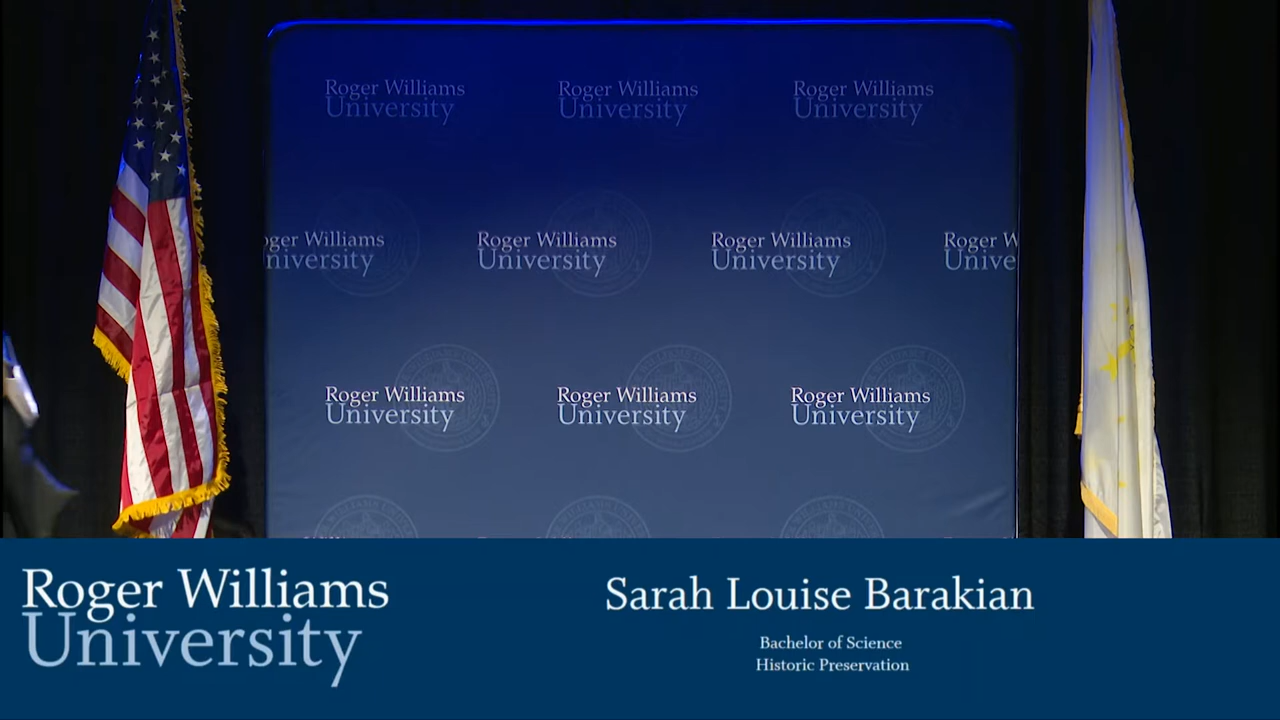 Roger Williams Roger Williams Roger Williams
University University University
oger Williams Roger Williams Roger Williams Roger W
niversity University University Unive
Roger Williams Roger Williams Roger Williams
University University University
Roger Williams
University
Sarah Louise Barakian
Bachelor of Science
Historic Preservation